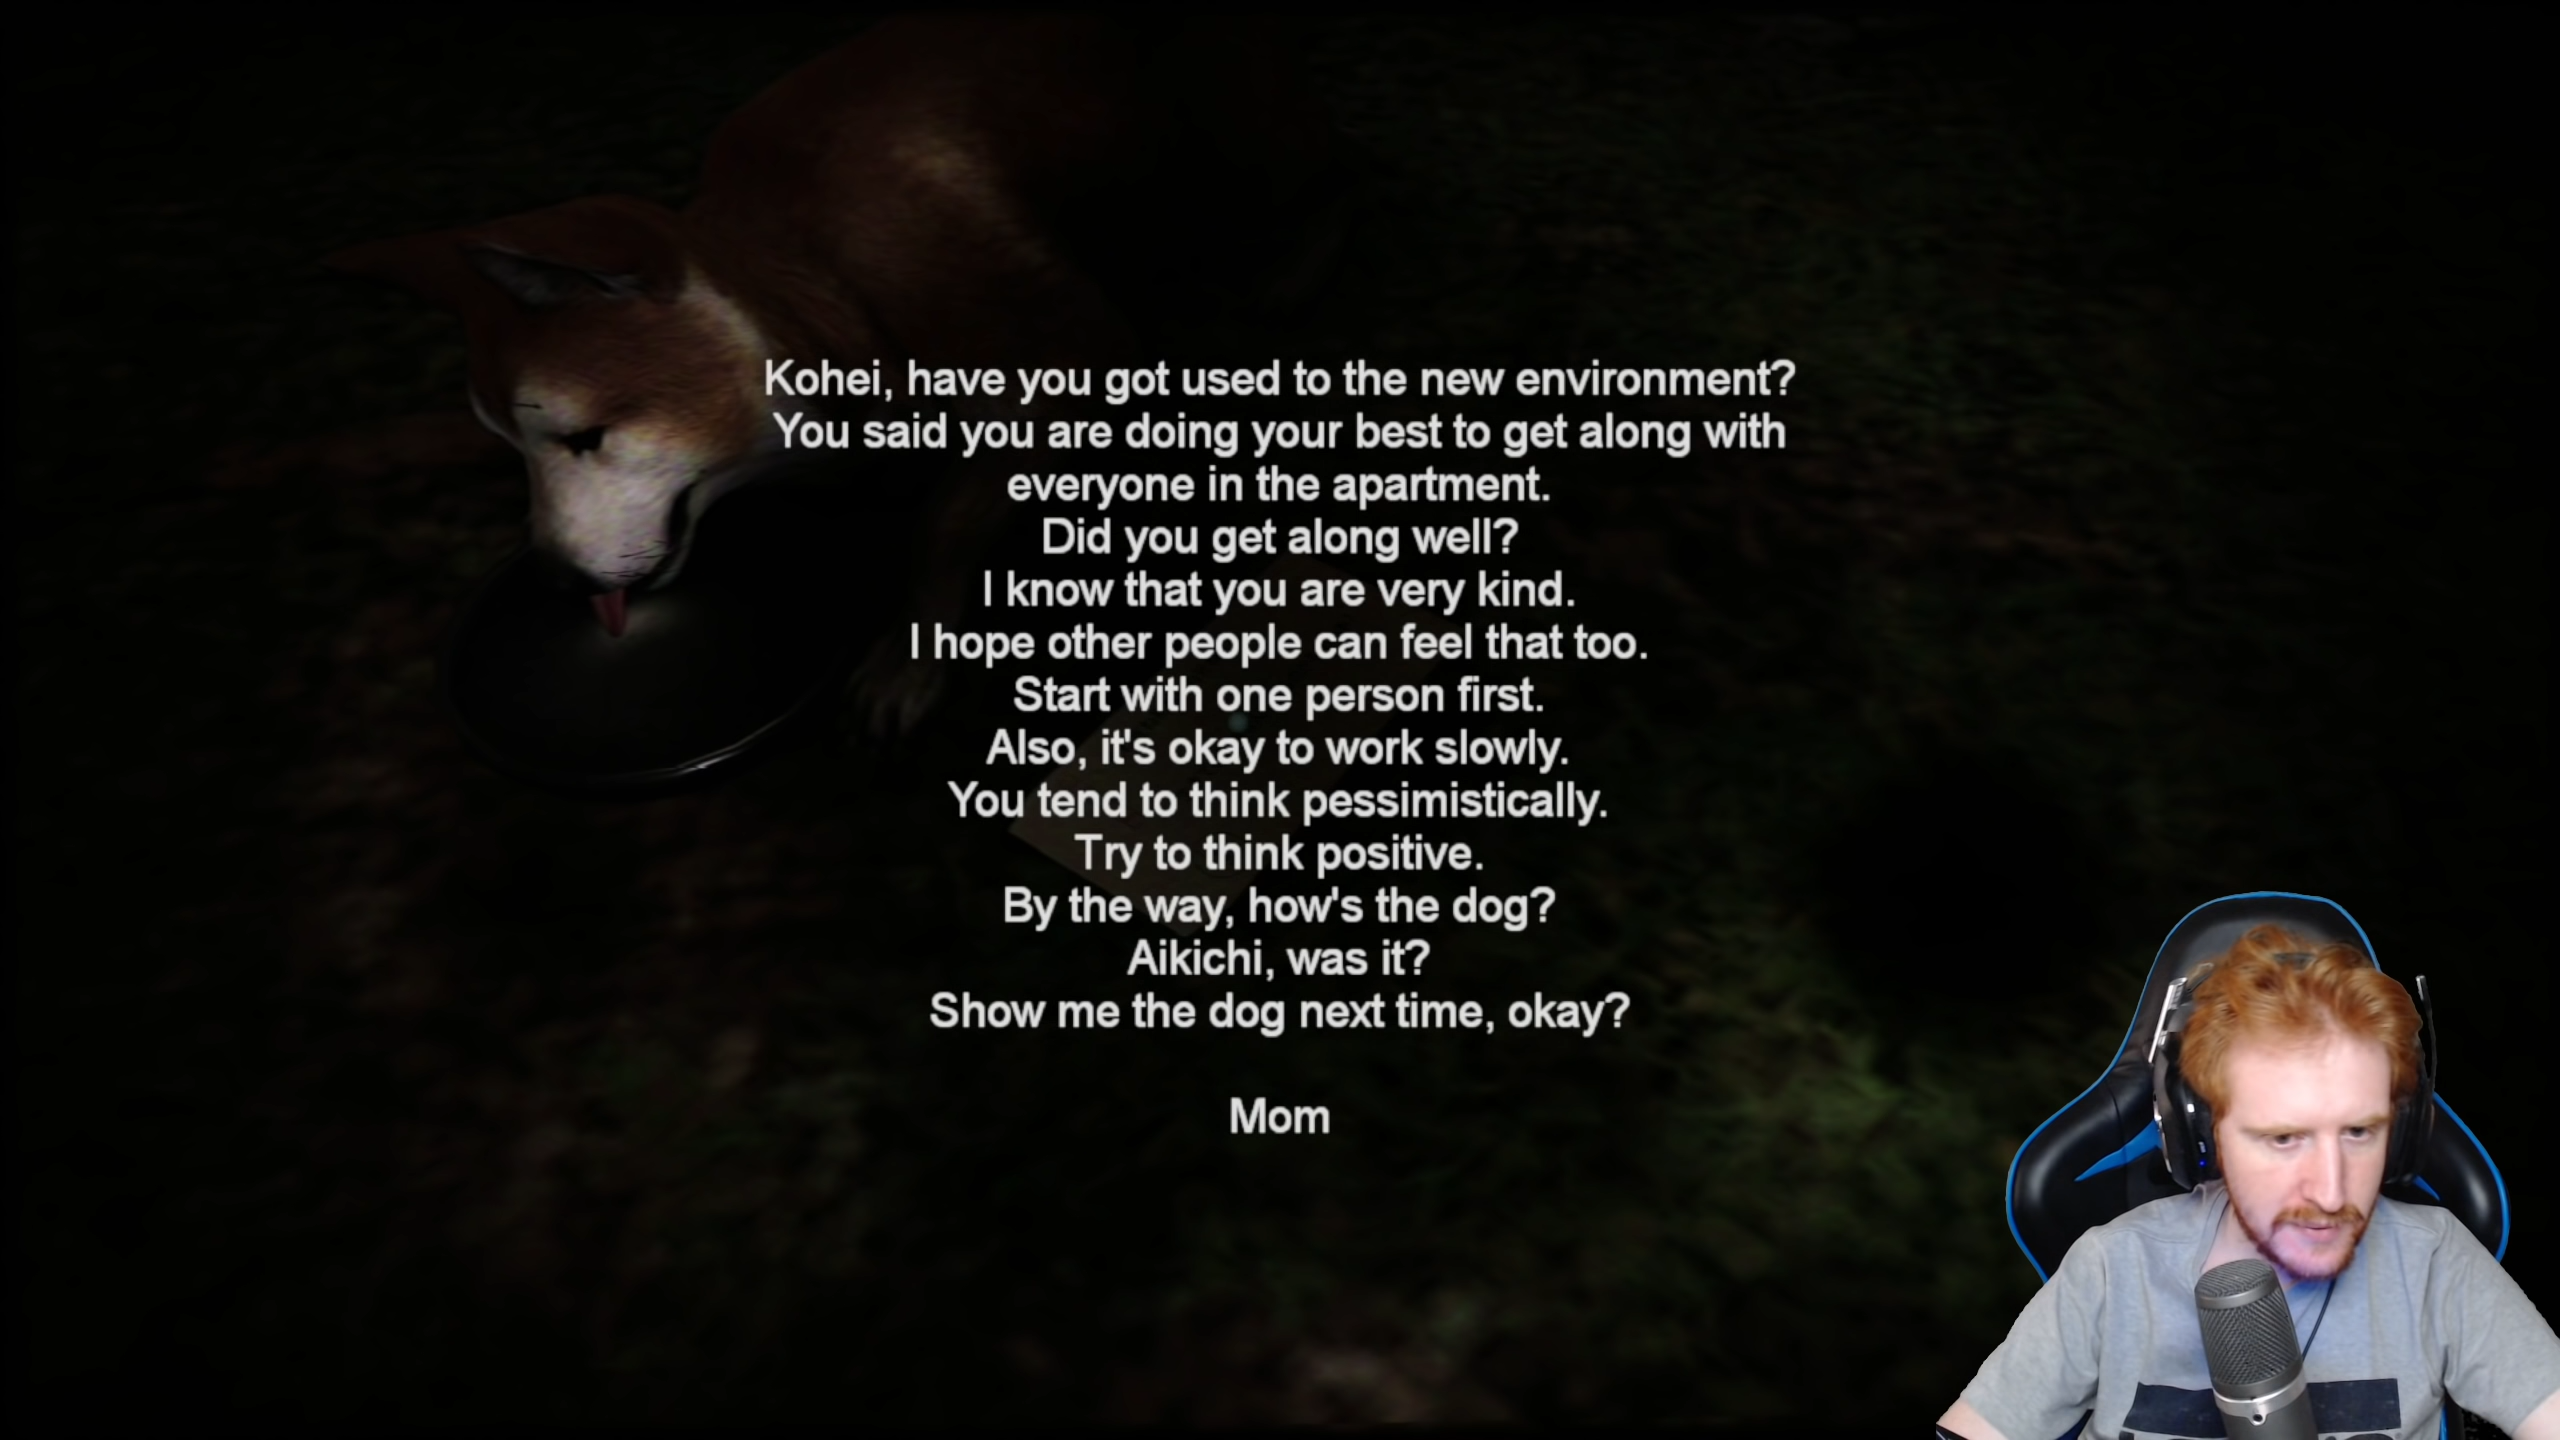 Kohei, have you got used to the new environment?
You said you are doing your best to get along with
everyone in the apartment.
Did you get along well?
I know that you are very kind.
I hope other people can feel that too.
Start with one person first.
Also, it's okay to work slowly.
You tend to think pessimistically.
Try to think positive.
By the way, how's the dog?
Aikichi, was it?
Show me the dog next time, okay?
Mom